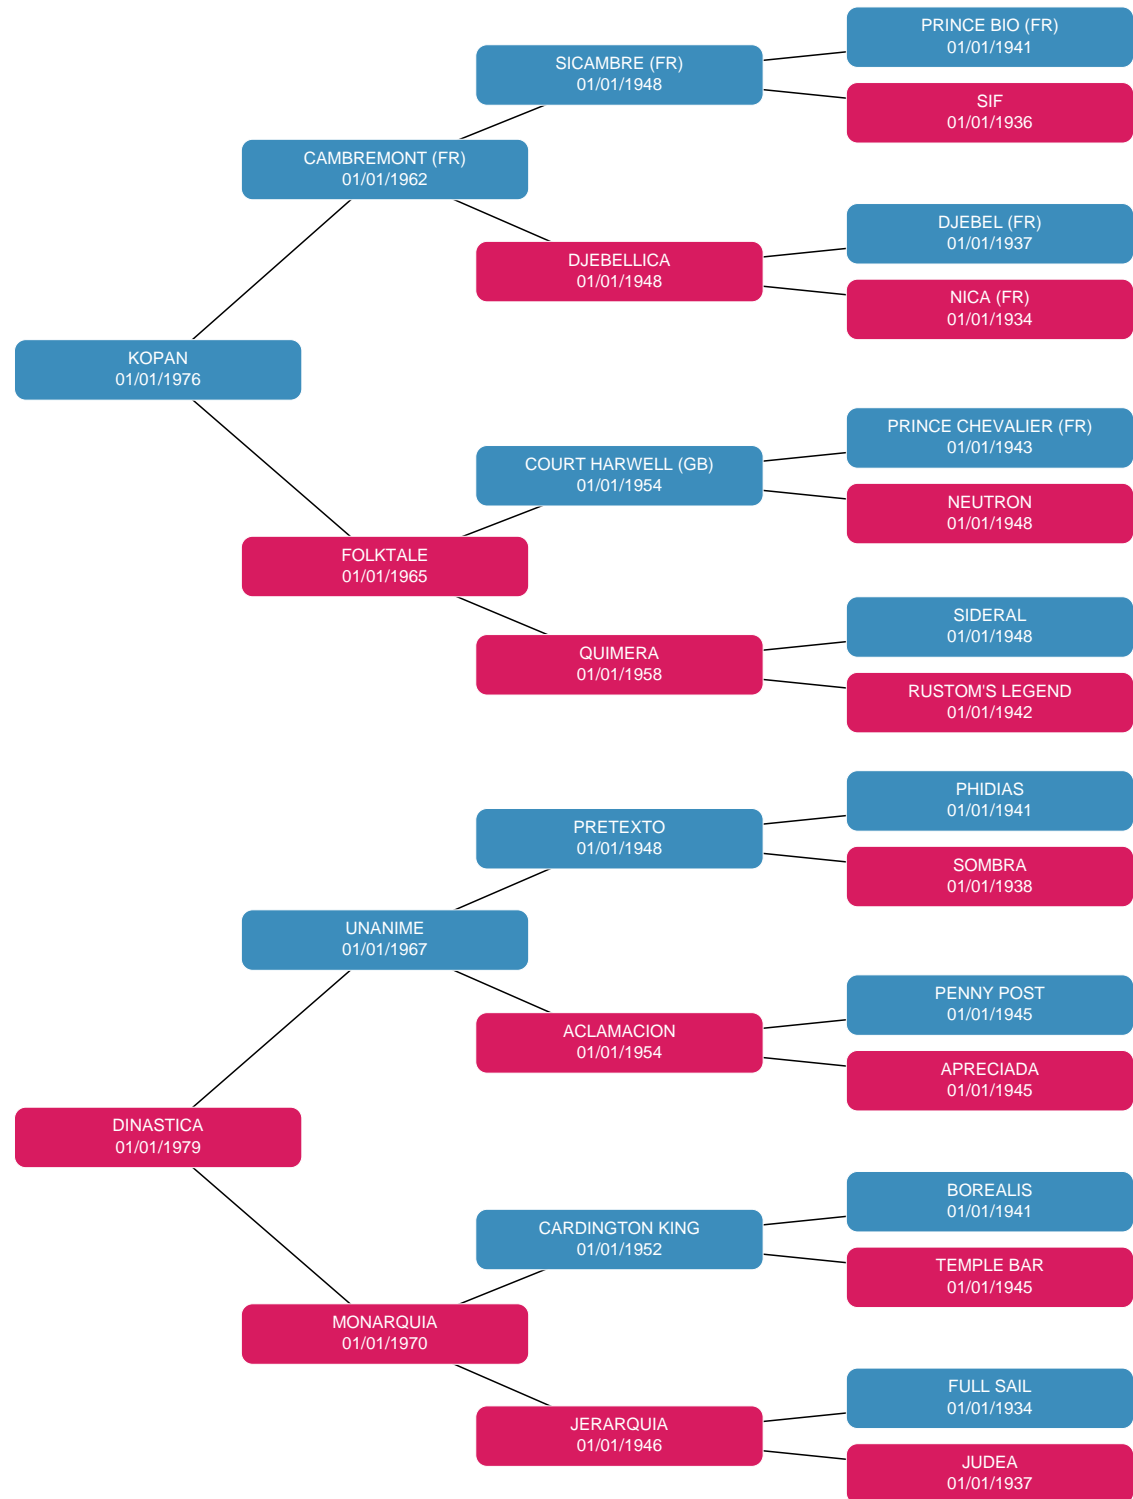 PRINCE BIO (FR)
01/01/1941
SICAMBRE (FR)
01/01/1948
SIF
01/01/1936
CAMBREMONT (FR)
01/01/1962
DJEBEL (FR)
01/01/1937
DJEBELLICA
01/01/1948
NICA (FR)
01/01/1934
KOPAN
01/01/1976
PRINCE CHEVALIER (FR)
01/01/1943
COURT HARWELL (GB)
01/01/1954
NEUTRON
01/01/1948
FOLKTALE
01/01/1965
SIDERAL
01/01/1948
QUIMERA
01/01/1958
RUSTOM'S LEGEND
01/01/1942
PHIDIAS
01/01/1941
PRETEXTO
01/01/1948
SOMBRA
01/01/1938
UNANIME
01/01/1967
PENNY POST
01/01/1945
ACLAMACION
01/01/1954
APRECIADA
01/01/1945
DINASTICA
01/01/1979
BOREALIS
01/01/1941
CARDINGTON KING
01/01/1952
TEMPLE BAR
01/01/1945
MONARQUIA
01/01/1970
FULL SAIL
01/01/1934
JERARQUIA
01/01/1946
JUDEA
01/01/1937